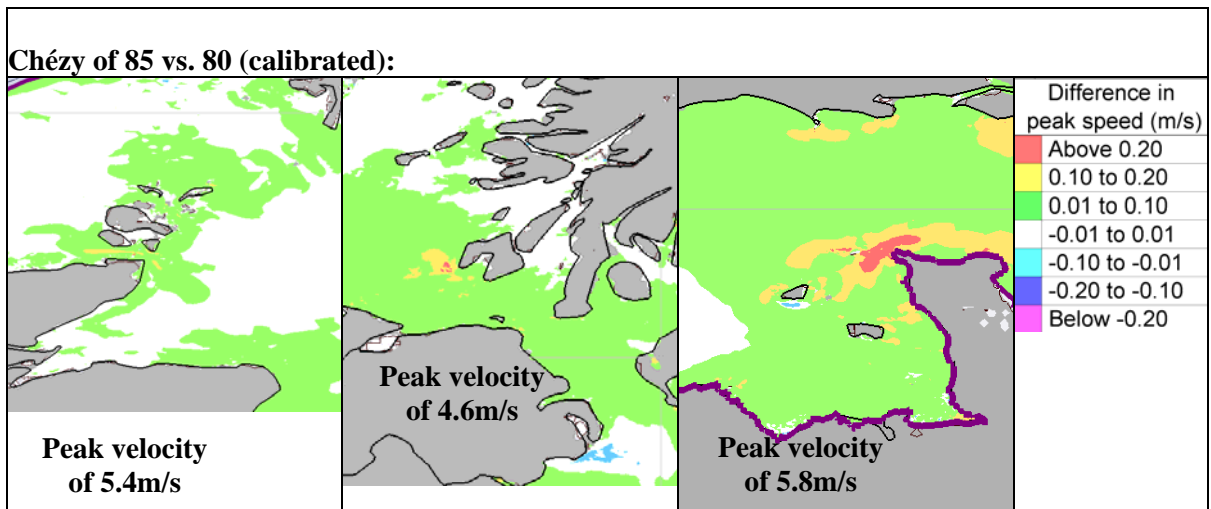 Chézy of 85 vs. 80 (calibrated):
Peak velocity
of 5.4m/s
Peak velocity
of 4.6m/s
Peak velocity
of 5.8m/s
Difference in
peak speed (m/s)
Above 0.20
0.10 to 0.20
0.01 to 0.10
-0.01 to 0.01
-0.10 to -0.01
-0.20 to -0.10
Below -0.20